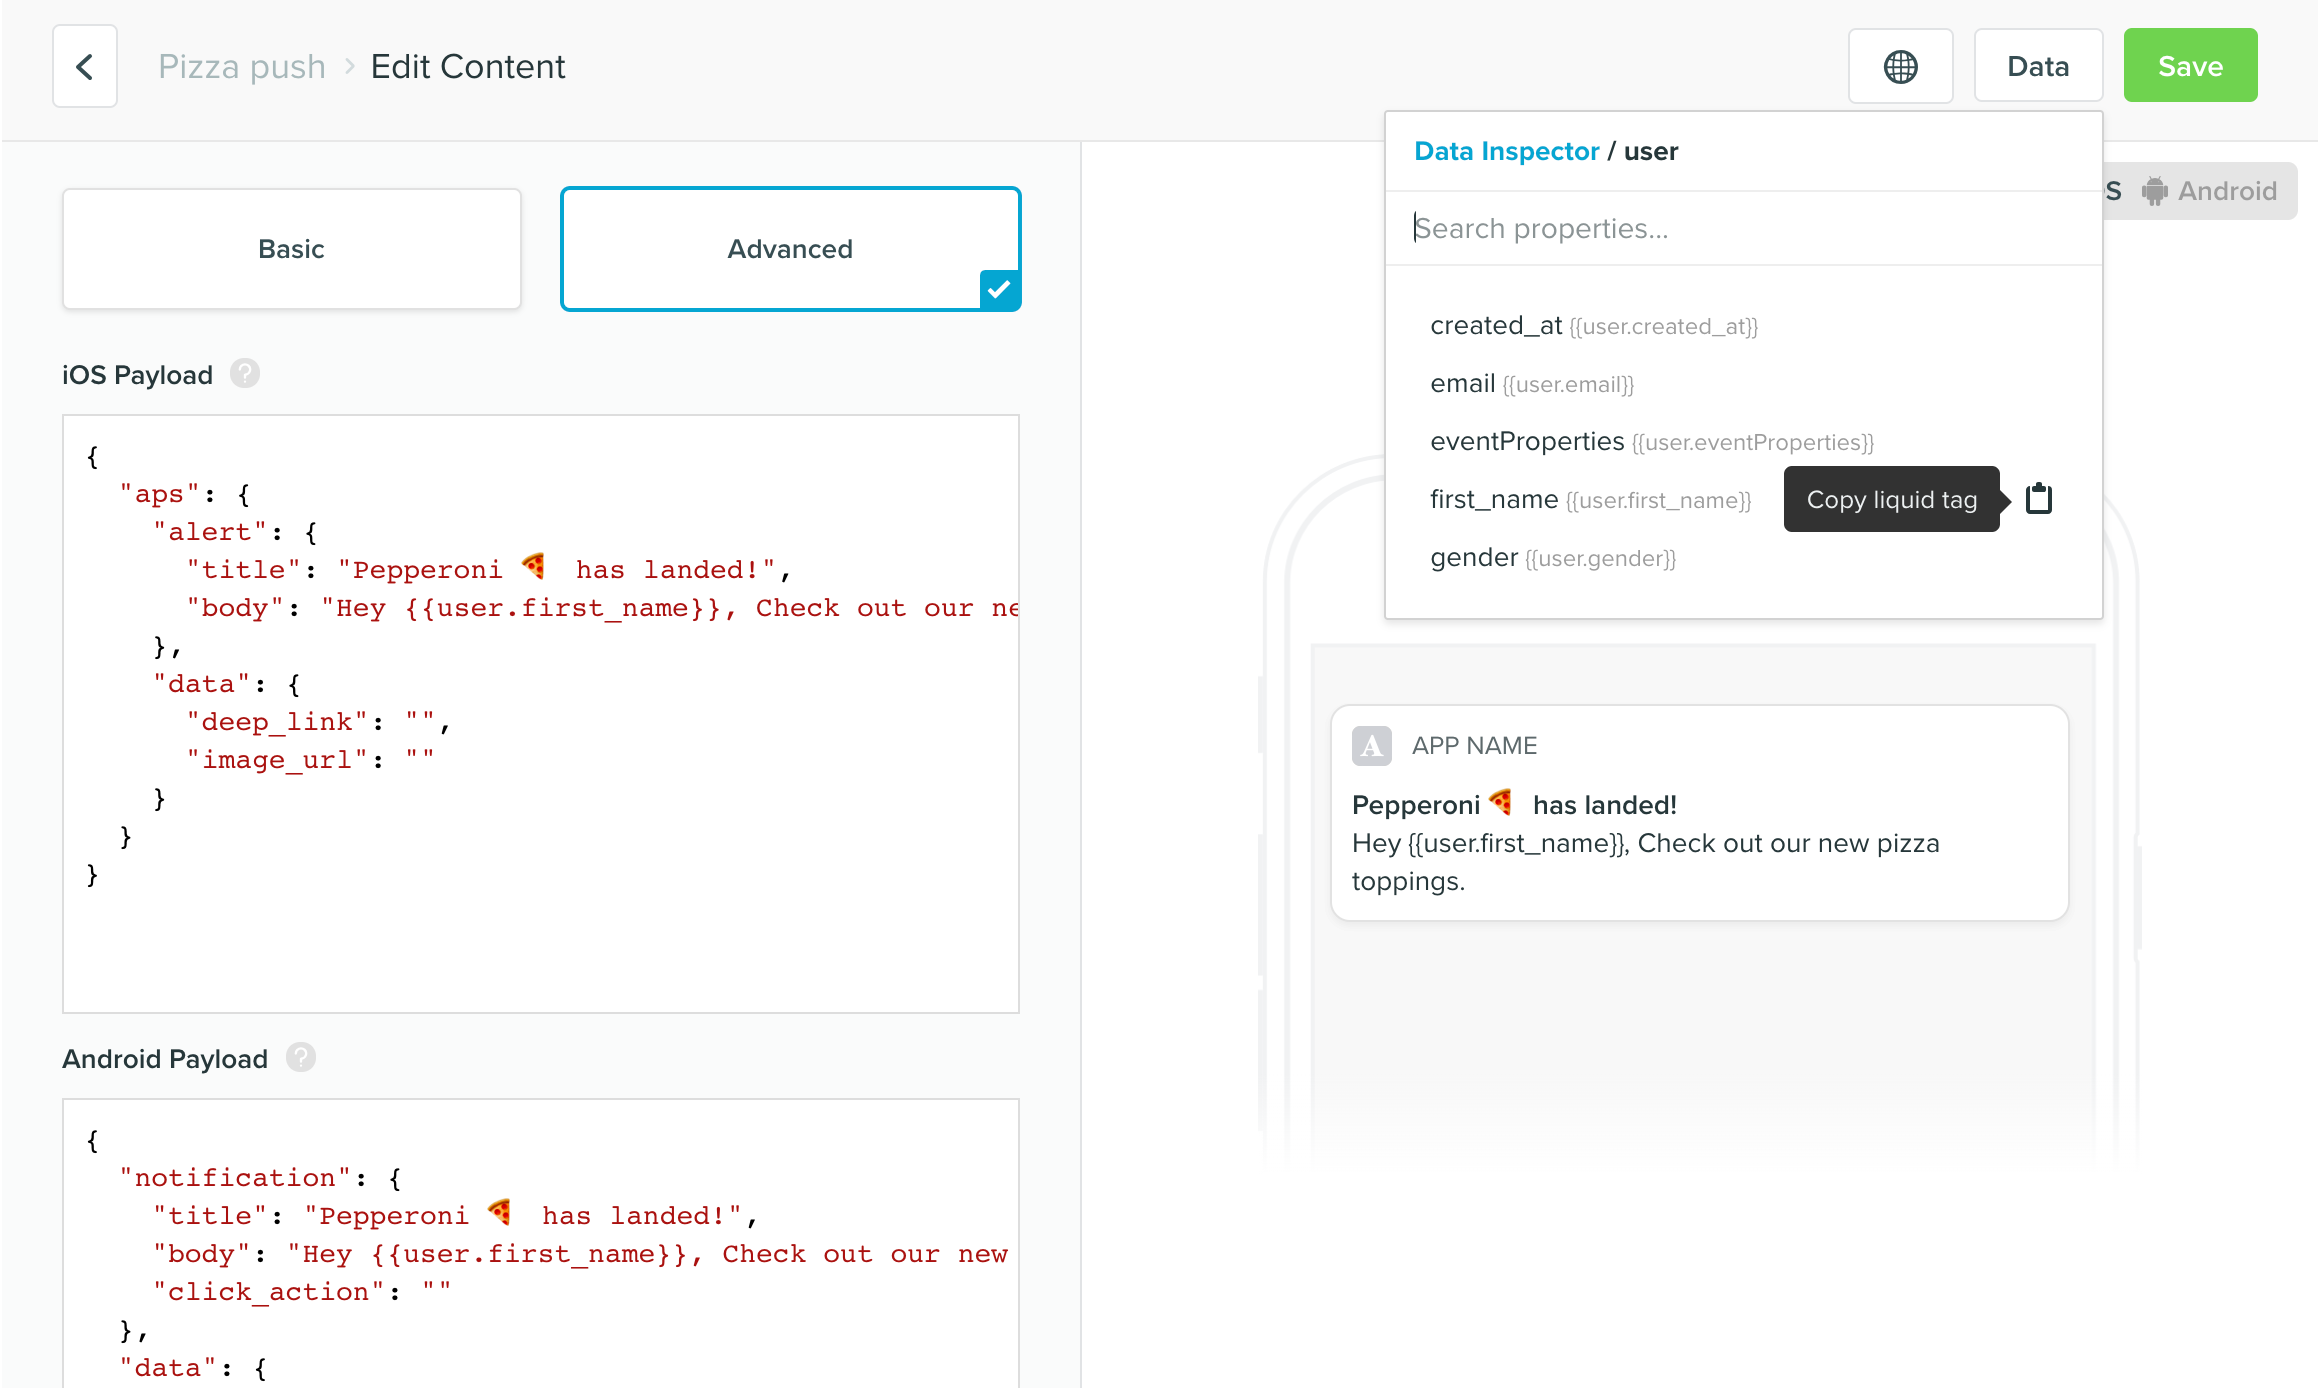 Pizza push > Edit Content
Data
Save
Basic
Advanced
iOS Payload ?
{
"aps": {
"alert": {
"title": "Pepperoni 🍕 has landed!",
"body": "Hey {{user.first_name}}, Check out our ne
},
"data": {
"deep_link": "",
"image_url": ""
}
}
}
Android Payload ?
{
"notification": {
"title": "Pepperoni 🍕 has landed!",
"body": "Hey {{user.first_name}}, Check out our new
"click_action": ""
},
"data": {
Data Inspector / user
Search properties...
created_at {{user.created_at}}
email {{user.email}}
eventProperties {{user.eventProperties}}
first_name {{user.first_name}}
Copy liquid tag
gender {{user.gender}}
S
Android
A APP NAME
Pepperoni 🍕 has landed!
Hey {{user.first_name}}, Check out our new pizza
toppings.